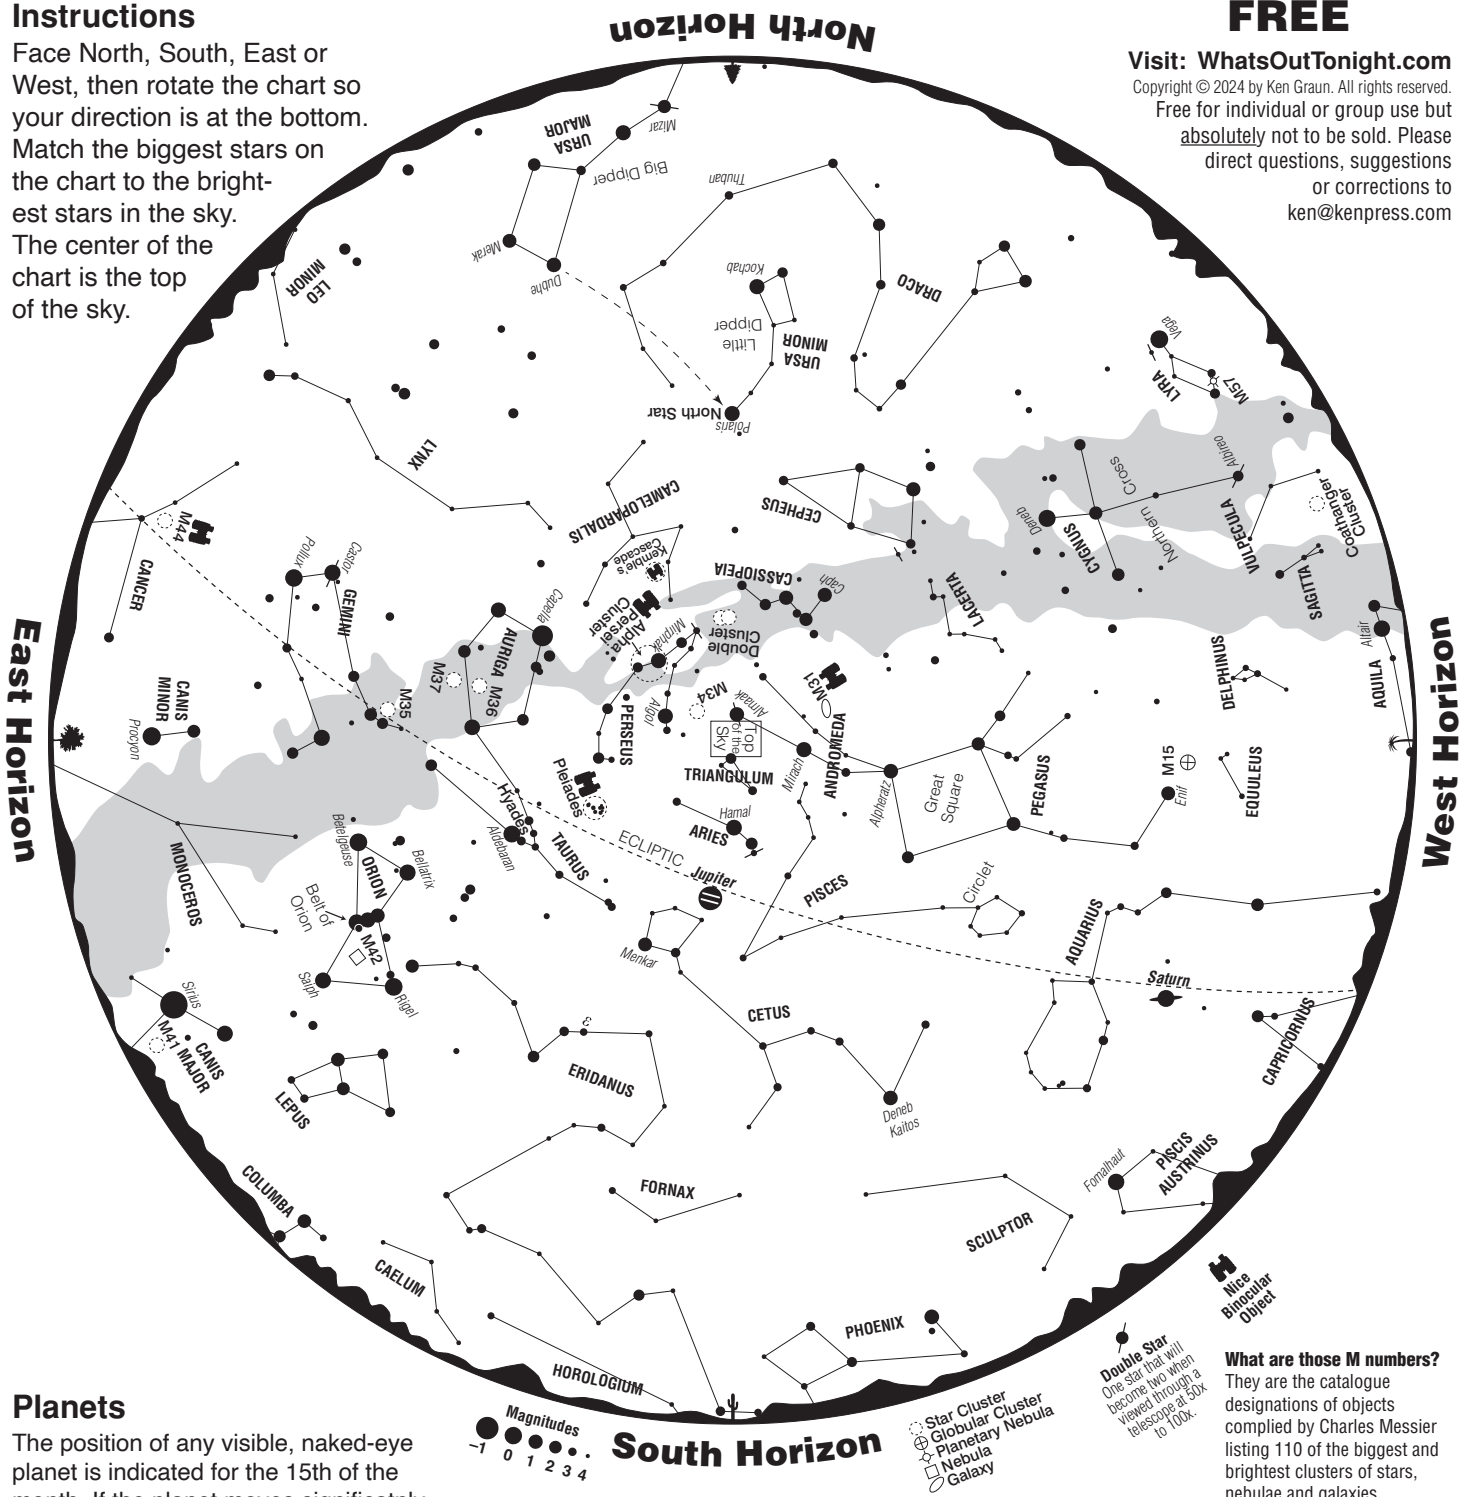 Instructions
Face North, South, East or
West, then rotate the chart so
your direction is at the bottom.
Match the biggest stars on
the chart to the bright-
est stars in the sky.
The center of the
chart is the top
of the sky.
North Horizon
FREE
Visit: WhatsOutTonight.com
Copyright © 2024 by Ken Graun. All rights reserved.
Free for individual or group use but
absolutely not to be sold. Please
direct questions, suggestions
or corrections to
ken@kenpress.com
URSA
MAJOR
Mizar
Big Dipper
Merak
Dubhe
Thuban
Kochab
Little
Dipper
URSA
MINOR
DRACO
North Star
Polaris
LEO
MINOR
LYNX
CAMELOPARDALIS
CEPHEUS
Vega
LYRA
M57
Albireo
Northern
Cross
Deneb
CYGNUS
VULPECULA
Coathanger
Cluster
SAGITTA
M44
CANCER
Pollux
Castor
GEMINI
Capella
AURIGA
M37
M36
M35
Kemble's
Cascade
Alpha
Persei
Cluster
Mirphak
Double
Cluster
CASSIOPEIA
Caph
LACERTA
M31
M34
Almaak
Algol
PERSEUS
Top
of the
Sky
TRIANGULUM
Mirach
ANDROMEDA
Alpheratz
Great
Square
PEGASUS
M15
Enif
DELPHINUS
EQUULEUS
Altair
AQUILA
East Horizon
West Horizon
CANIS
MINOR
Procyon
MONOCEROS
Betelgeuse
ORION
Bellatrix
Belt of
Orion
M42
Saiph
Rigel
Hyades
Aldebaran
TAURUS
Pleiades
ECLIPTIC
Hamal
ARIES
Jupiter
PISCES
Circlet
AQUARIUS
Saturn
CAPRICORNUS
Menkar
CETUS
Deneb
Kaitos
Sirius
M41
CANIS
MAJOR
LEPUS
ε
ERIDANUS
COLUMBA
CAELUM
FORNAX
SCULPTOR
Fomalhaut
PISCIS
AUSTRINUS
PHOENIX
HOROLOGIUM
South Horizon
Magnitudes
–1 0 1 2 3 4
Star Cluster
Globular Cluster
Planetary Nebula
Nebula
Galaxy
Double Star
One star that will
become two when
viewed through a
telescope at 50x
to 100x.
Nice
Binocular
Object
What are those M numbers?
They are the catalogue
designations of objects
complied by Charles Messier
listing 110 of the biggest and
brightest clusters of stars,
nebulae and galaxies.
Planets
The position of any visible, naked-eye
planet is indicated for the 15th of the
month. If the planet moves significantly